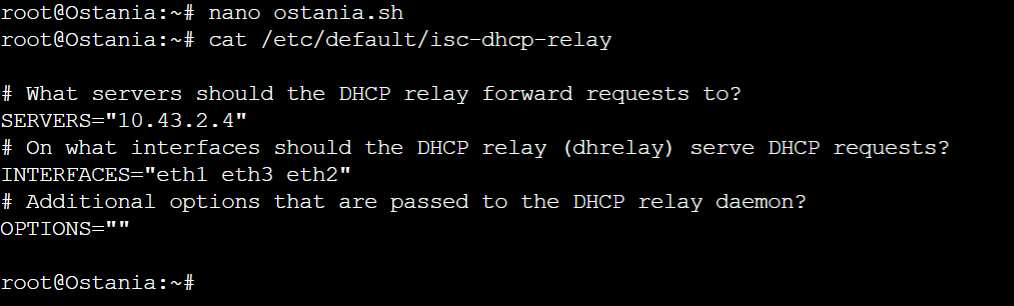 root@Ostania:~# nano ostania.sh
root@Ostania:~# cat /etc/default/isc-dhcp-relay
# What servers should the DHCP relay forward requests to?
SERVERS="10.43.2.4"
# On what interfaces should the DHCP relay (dhrelay) serve DHCP requests?
INTERFACES="eth1 eth3 eth2"
# Additional options that are passed to the DHCP relay daemon?
OPTIONS=""
root@Ostania:~#